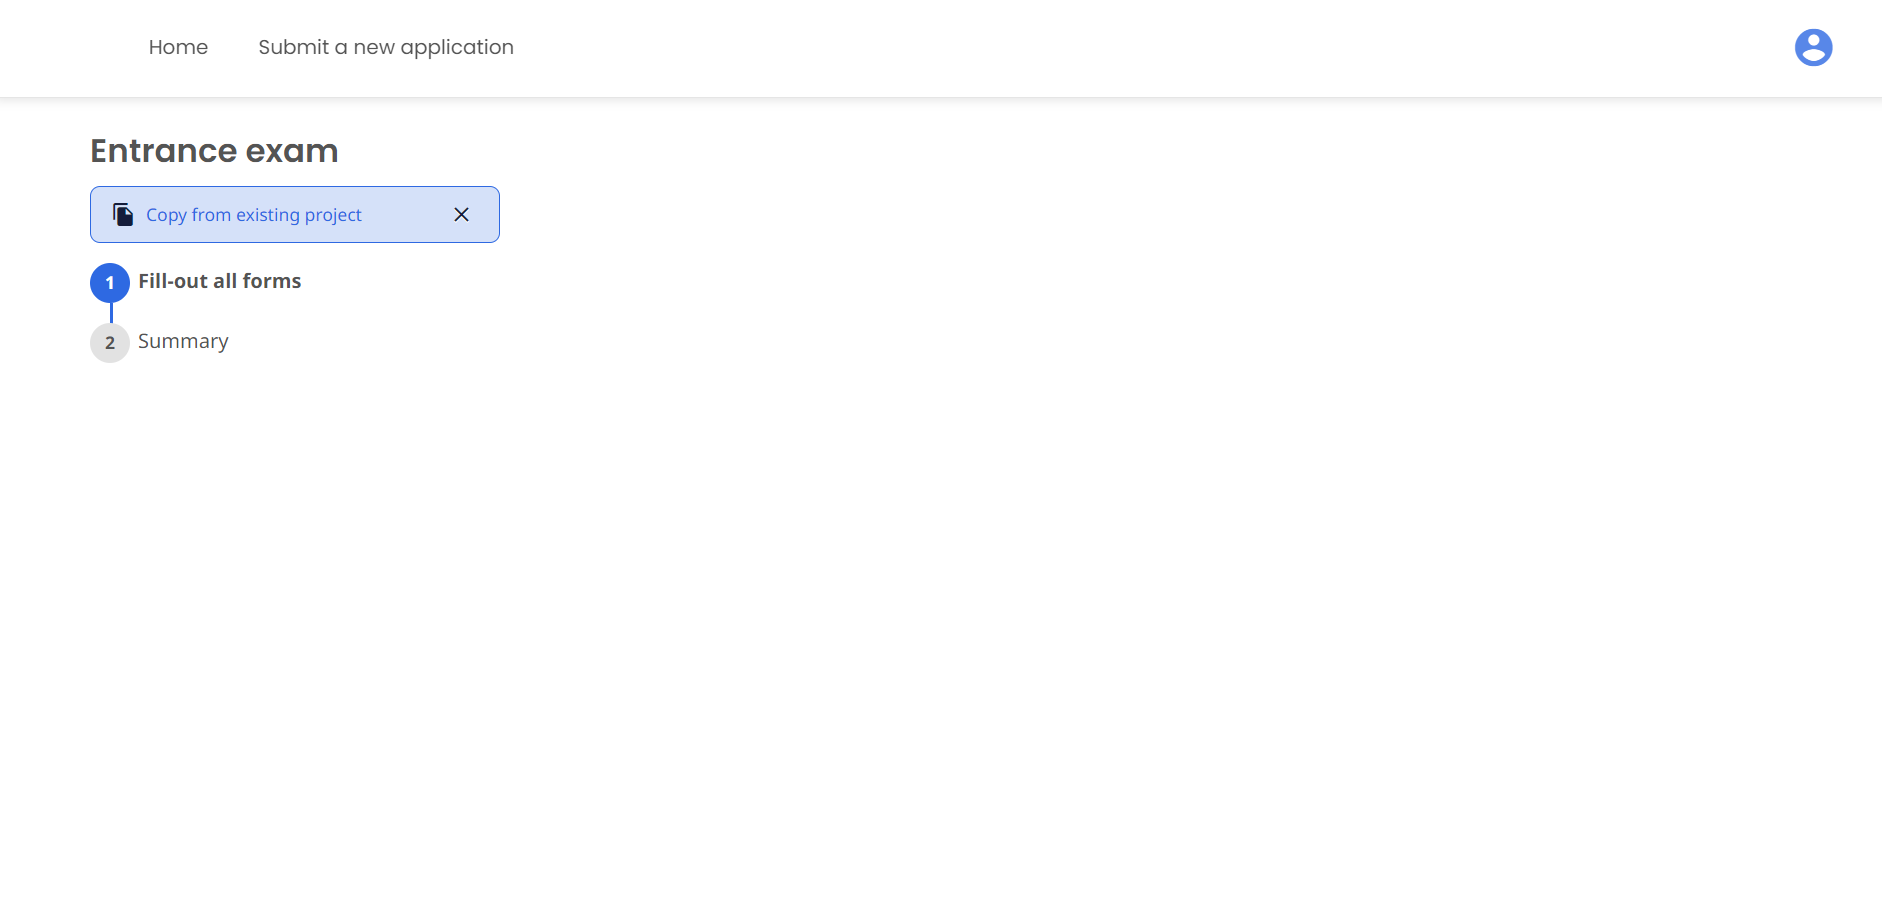 Home Submit a new application
Entrance exam
Copy from existing project
1 Fill-out all forms
2 Summary